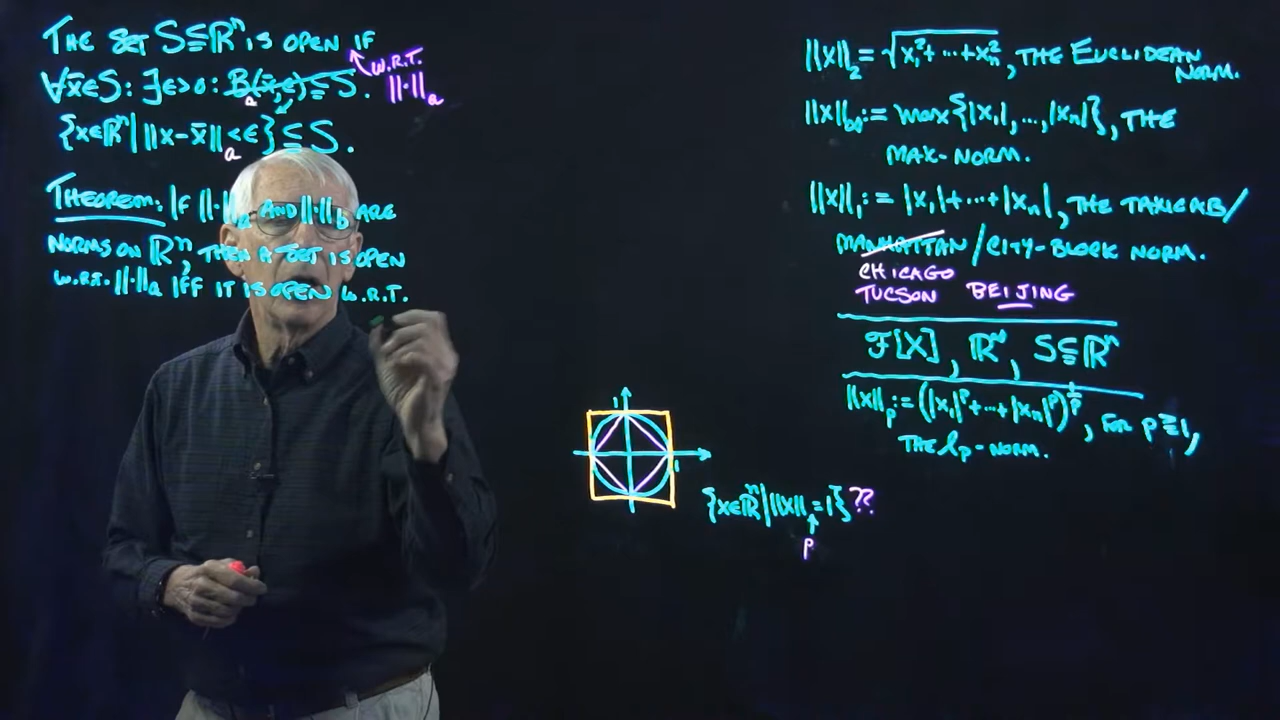 THE SET S⊆ℝⁿ IS OPEN IF
W.R.T.
∀x̄∈S: ∃ε>0: B(x̄,ε)⊆S. ||·||ₐ
{x∈ℝⁿ| ||x-x̄||ₐ<ε}⊆S.
THEOREM: IF ||·||ₐ AND ||·||_b ARE
NORMS ON ℝⁿ, THEN A SET IS OPEN
W.R.T. ||·||ₐ IFF IT IS OPEN W.R.T.
||x||₂ = √x₁²+···+xₙ², THE EUCLIDEAN
NORM.
||x||∞ := max{|x₁|,...,|xₙ|}, THE
MAX-NORM.
||x||₁ := |x₁|+···+|xₙ|, THE TAXICAB/
MANHATTAN/CITY-BLOCK NORM.
CHICAGO
TUCSON BEIJING
F[X], ℝⁿ, S⊆ℝⁿ
||x||ₚ := (|x₁|ᵖ+···+|xₙ|ᵖ)^(1/p), FOR p≧1,
THE ℓₚ-NORM.
1
1
{x∈ℝⁿ| ||x||=1}??
p